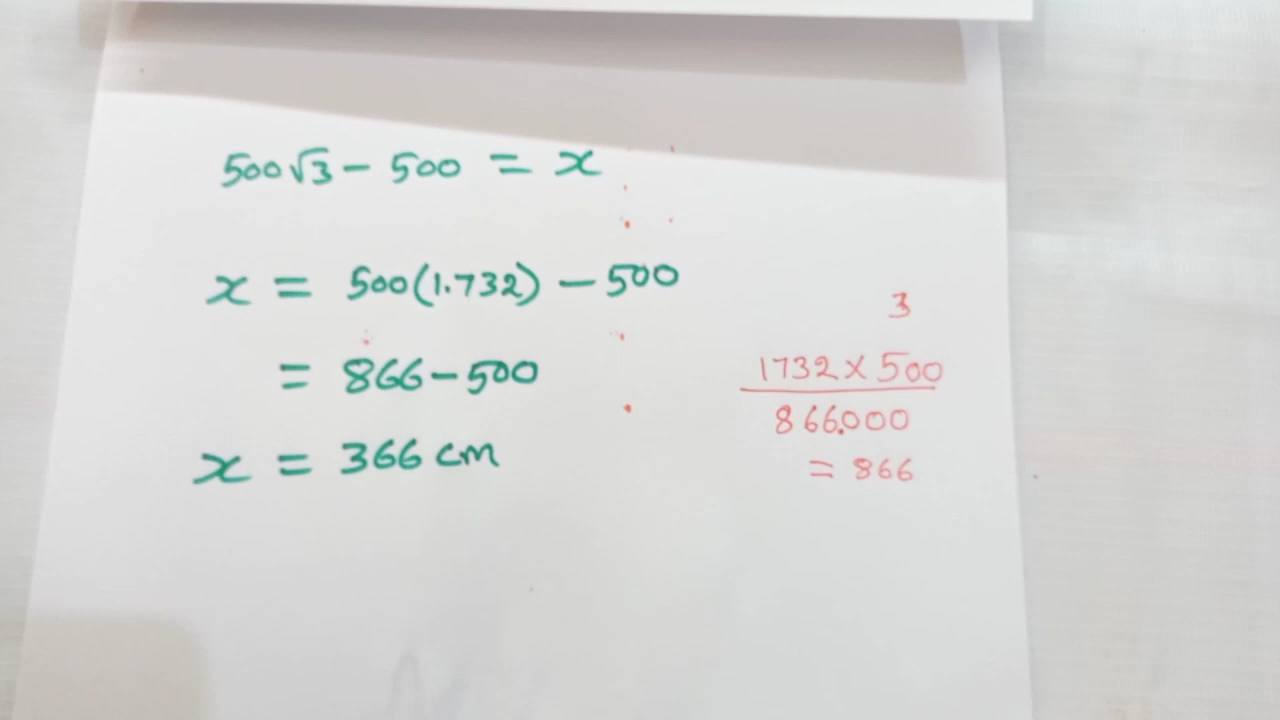 500√3 - 500 = x
x = 500(1.732) - 500
= 866 - 500
x = 366 cm
3
1732 x 500
866.000
= 866